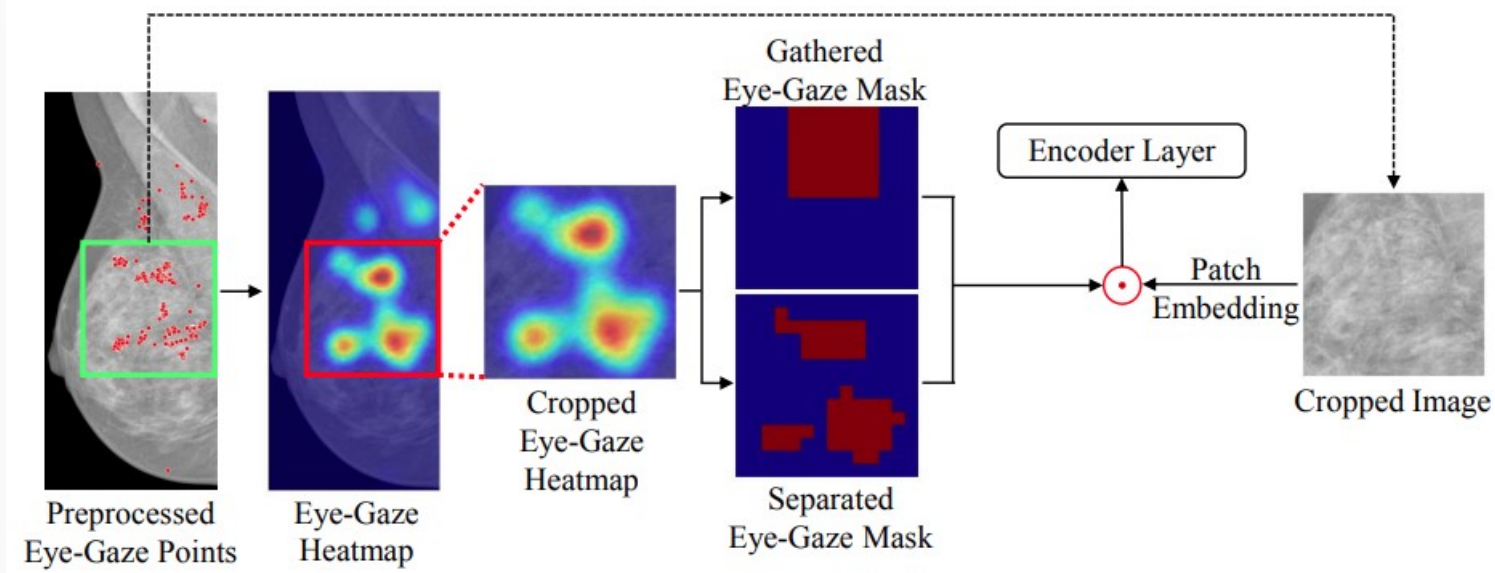 Preprocessed
Eye-Gaze Points
Eye-Gaze
Heatmap
Cropped
Eye-Gaze
Heatmap
Gathered
Eye-Gaze Mask
Separated
Eye-Gaze Mask
Encoder Layer
Patch
Embedding
Cropped Image